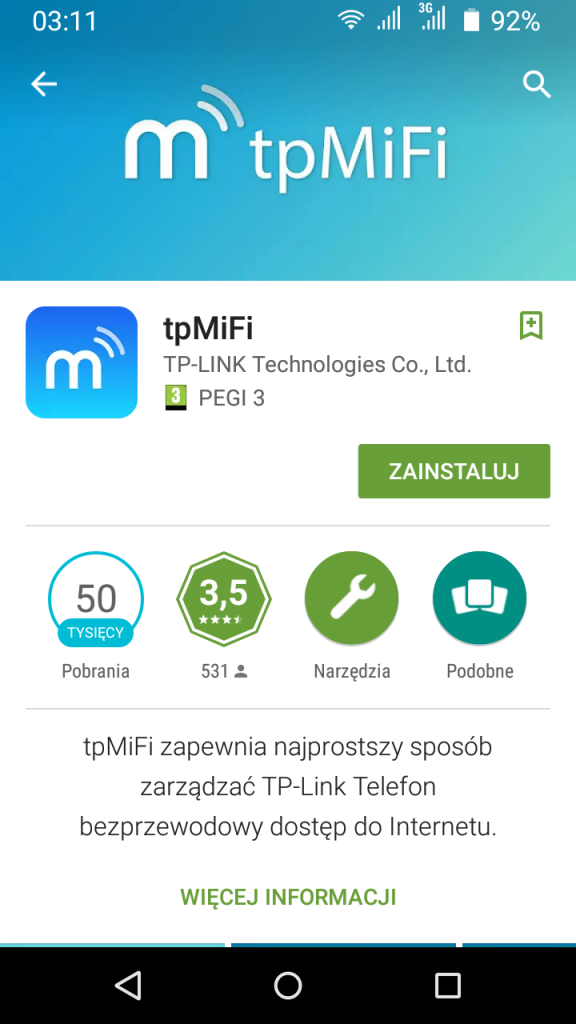 03:11
3G
92%
m tpMiFi
m
tpMiFi
TP-LINK Technologies Co., Ltd.
3 PEGI 3
ZAINSTALUJ
50
TYSIĘCY
Pobrania
3,5
531
Narzędzia
Podobne
tpMiFi zapewnia najprostszy sposób
zarządzać TP-Link Telefon
bezprzewodowy dostęp do Internetu.
WIĘCEJ INFORMACJI